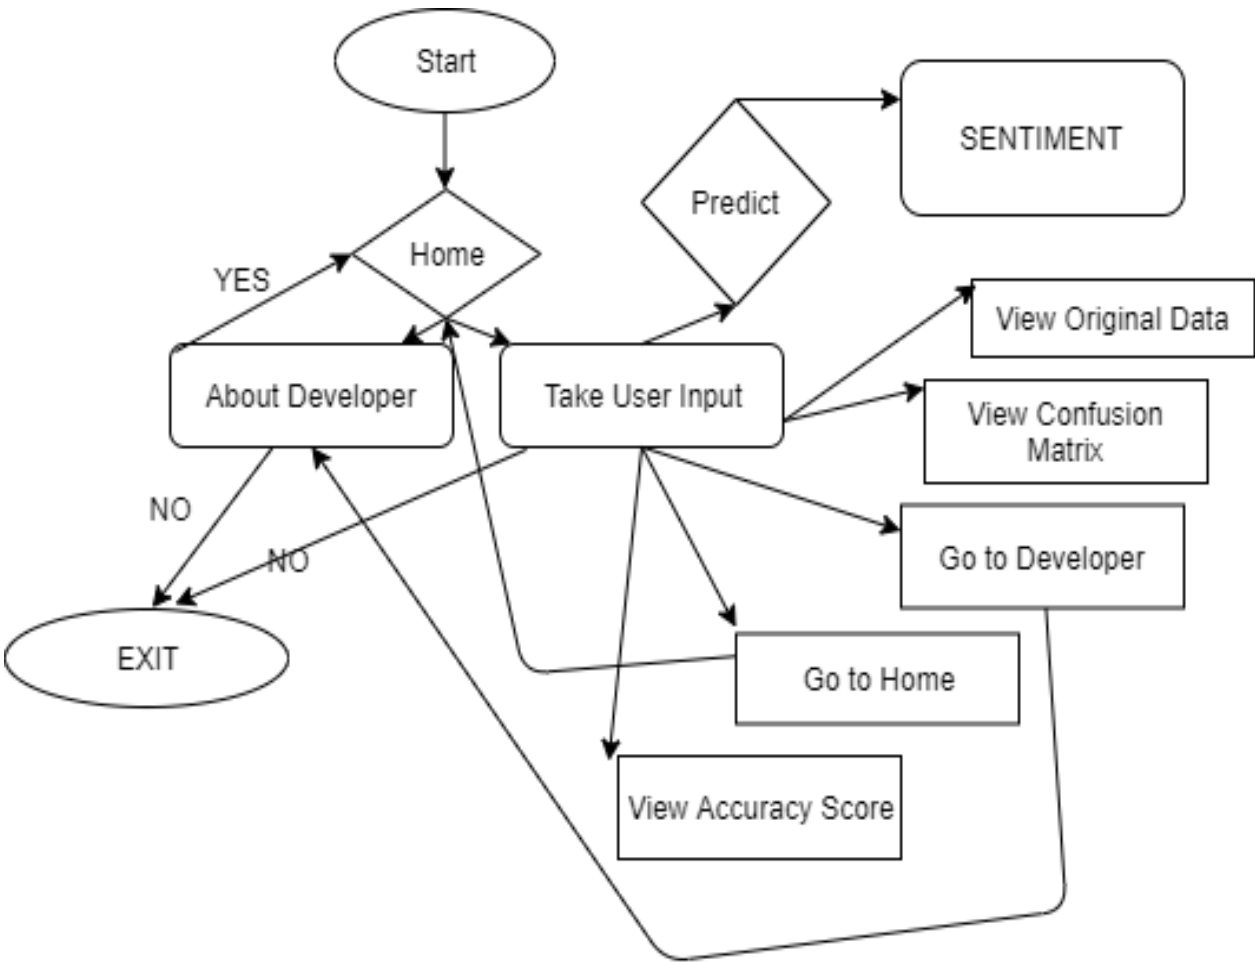 Start
SENTIMENT
Predict
Home
YES
View Original Data
About Developer
Take User Input
View Confusion
Matrix
NO
NO
Go to Developer
EXIT
Go to Home
View Accuracy Score